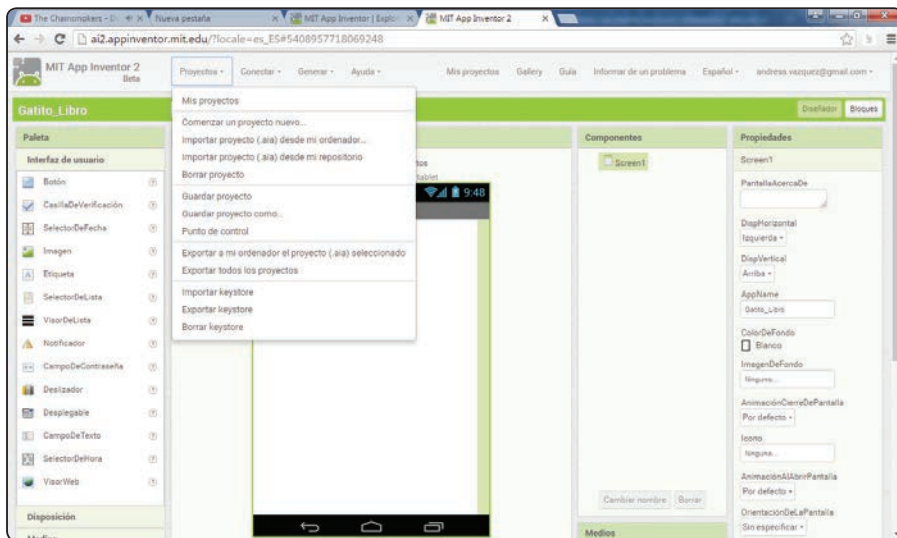 The Chainsmokers - D
Nueva pestaña
MIT App Inventor | Explo
MIT App Inventor 2
ai2.appinventor.mit.edu/?locale=es_ES#5408957718069248
MIT App Inventor 2
Beta
Proyectos
Conectar
Generar
Ayuda
Mis proyectos
Gallery
Guía
Informar de un problema
Español
andress.vazquez@gmail.com
Gatito_Libro
Diseñador
Bloques
Paleta
Interfaz de usuario
Botón
CasillaDeVerificación
SelectorDeFecha
Imagen
Etiqueta
SelectorDeLista
VisorDeLista
Notificador
CampoDeContraseña
Deslizador
Desplegable
CampoDeTexto
SelectorDeHora
VisorWeb
Disposición
Medios
Mis proyectos
Comenzar un proyecto nuevo...
Importar proyecto (.aia) desde mi ordenador...
Importar proyecto (.aia) desde mi repositorio
Borrar proyecto
Guardar proyecto
Guardar proyecto como...
Punto de control
Exportar a mi ordenador el proyecto (.aia) seleccionado
Exportar todos los proyectos
Importar keystore
Exportar keystore
Borrar keystore
tos
tablet
9:48
Componentes
Screen1
Cambiar nombre
Borrar
Medios
Propiedades
Screen1
PantallaAcercaDe
DispHorizontal
Izquierda
DispVertical
Arriba
AppName
Gatito_Libro
ColorDeFondo
Blanco
ImagenDeFondo
Ninguna...
AnimaciónCierreDePantalla
Por defecto
Icono
Ninguna...
AnimaciónAlAbrirPantalla
Por defecto
OrientaciónDeLaPantalla
Sin especificar